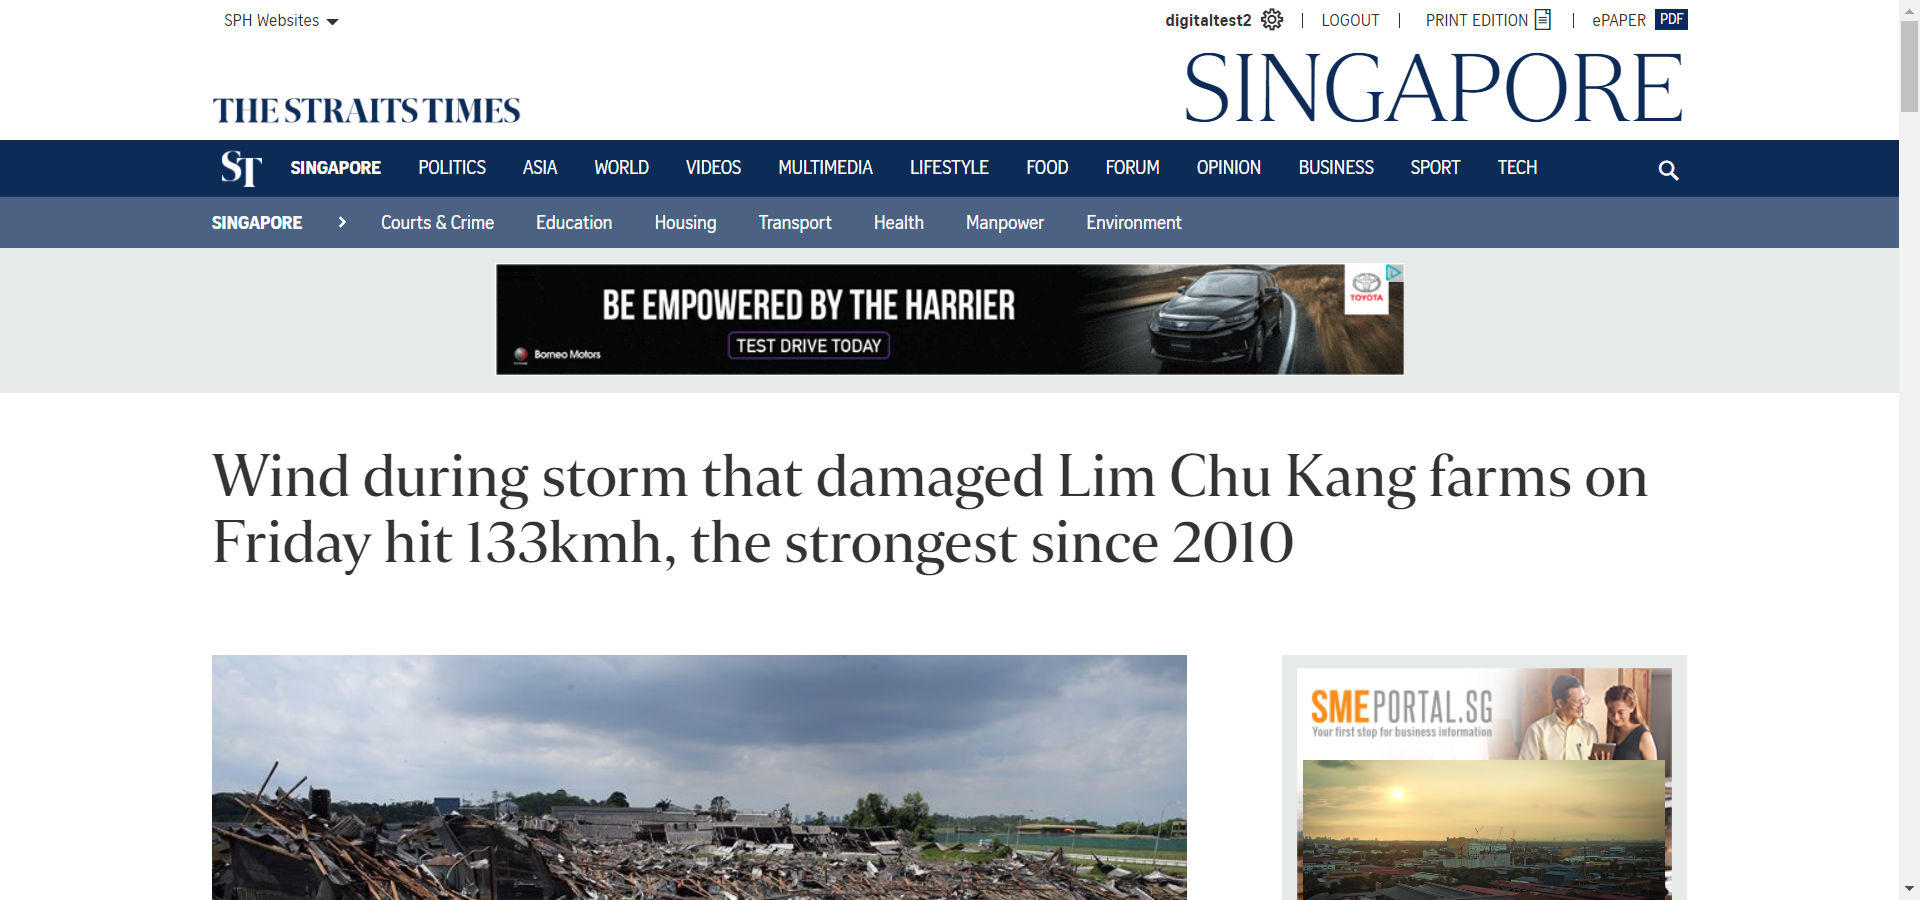 SPH Websites
digitaltest2 | LOGOUT | PRINT EDITION | ePAPER PDF
THE STRAITS TIMES
SINGAPORE
ST SINGAPORE POLITICS ASIA WORLD VIDEOS MULTIMEDIA LIFESTYLE FOOD FORUM OPINION BUSINESS SPORT TECH
SINGAPORE > Courts & Crime Education Housing Transport Health Manpower Environment
BE EMPOWERED BY THE HARRIER
TEST DRIVE TODAY
Borneo Motors
TOYOTA
Wind during storm that damaged Lim Chu Kang farms on
Friday hit 133kmh, the strongest since 2010
SMEPORTAL.SG
Your first stop for business information